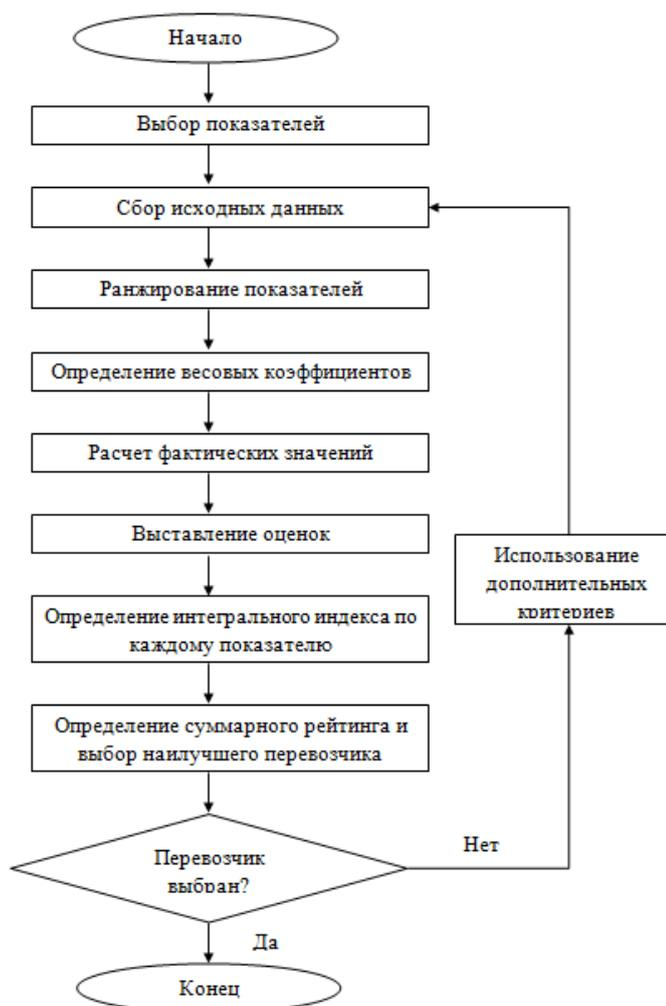 Начало
Выбор показателей
Сбор исходных данных
Ранжирование показателей
Определение весовых коэффициентов
Расчет фактических значений
Выставление оценок
Использование
дополнительных
критериев
Определение интегрального индекса по
каждому показателю
Определение суммарного рейтинга и
выбор наилучшего перевозчика
Перевозчик
выбран?
Нет
Да
Конец